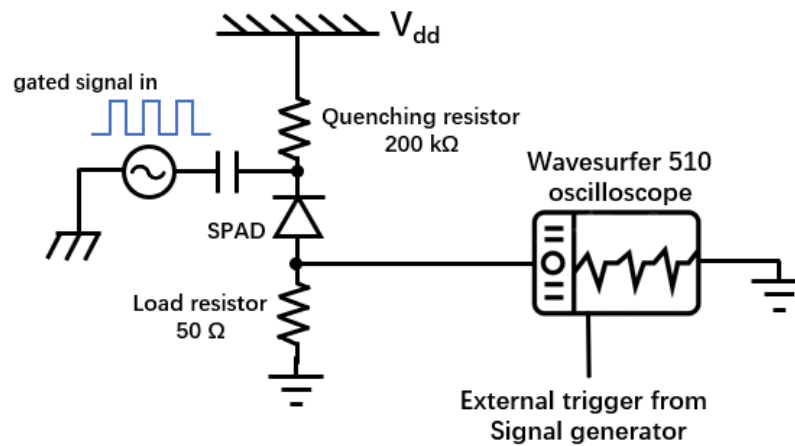 V_dd
gated signal in
Quenching resistor
200 kΩ
Wavesurfer 510
oscilloscope
SPAD
Load resistor
50 Ω
External trigger from
Signal generator